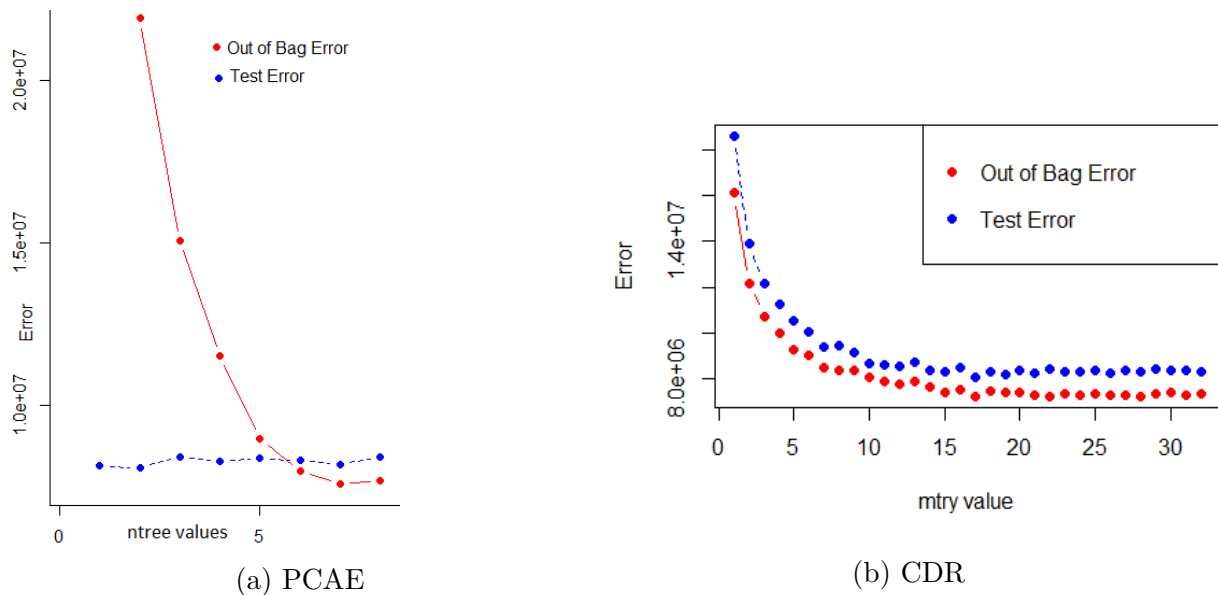 Out of Bag Error
Test Error
2.0e+07
1.5e+07
1.0e+07
Error
0
5
ntree values
(a) PCAE
Out of Bag Error
Test Error
1.4e+07
8.0e+06
Error
0 5 10 15 20 25 30
mtry value
(b) CDR